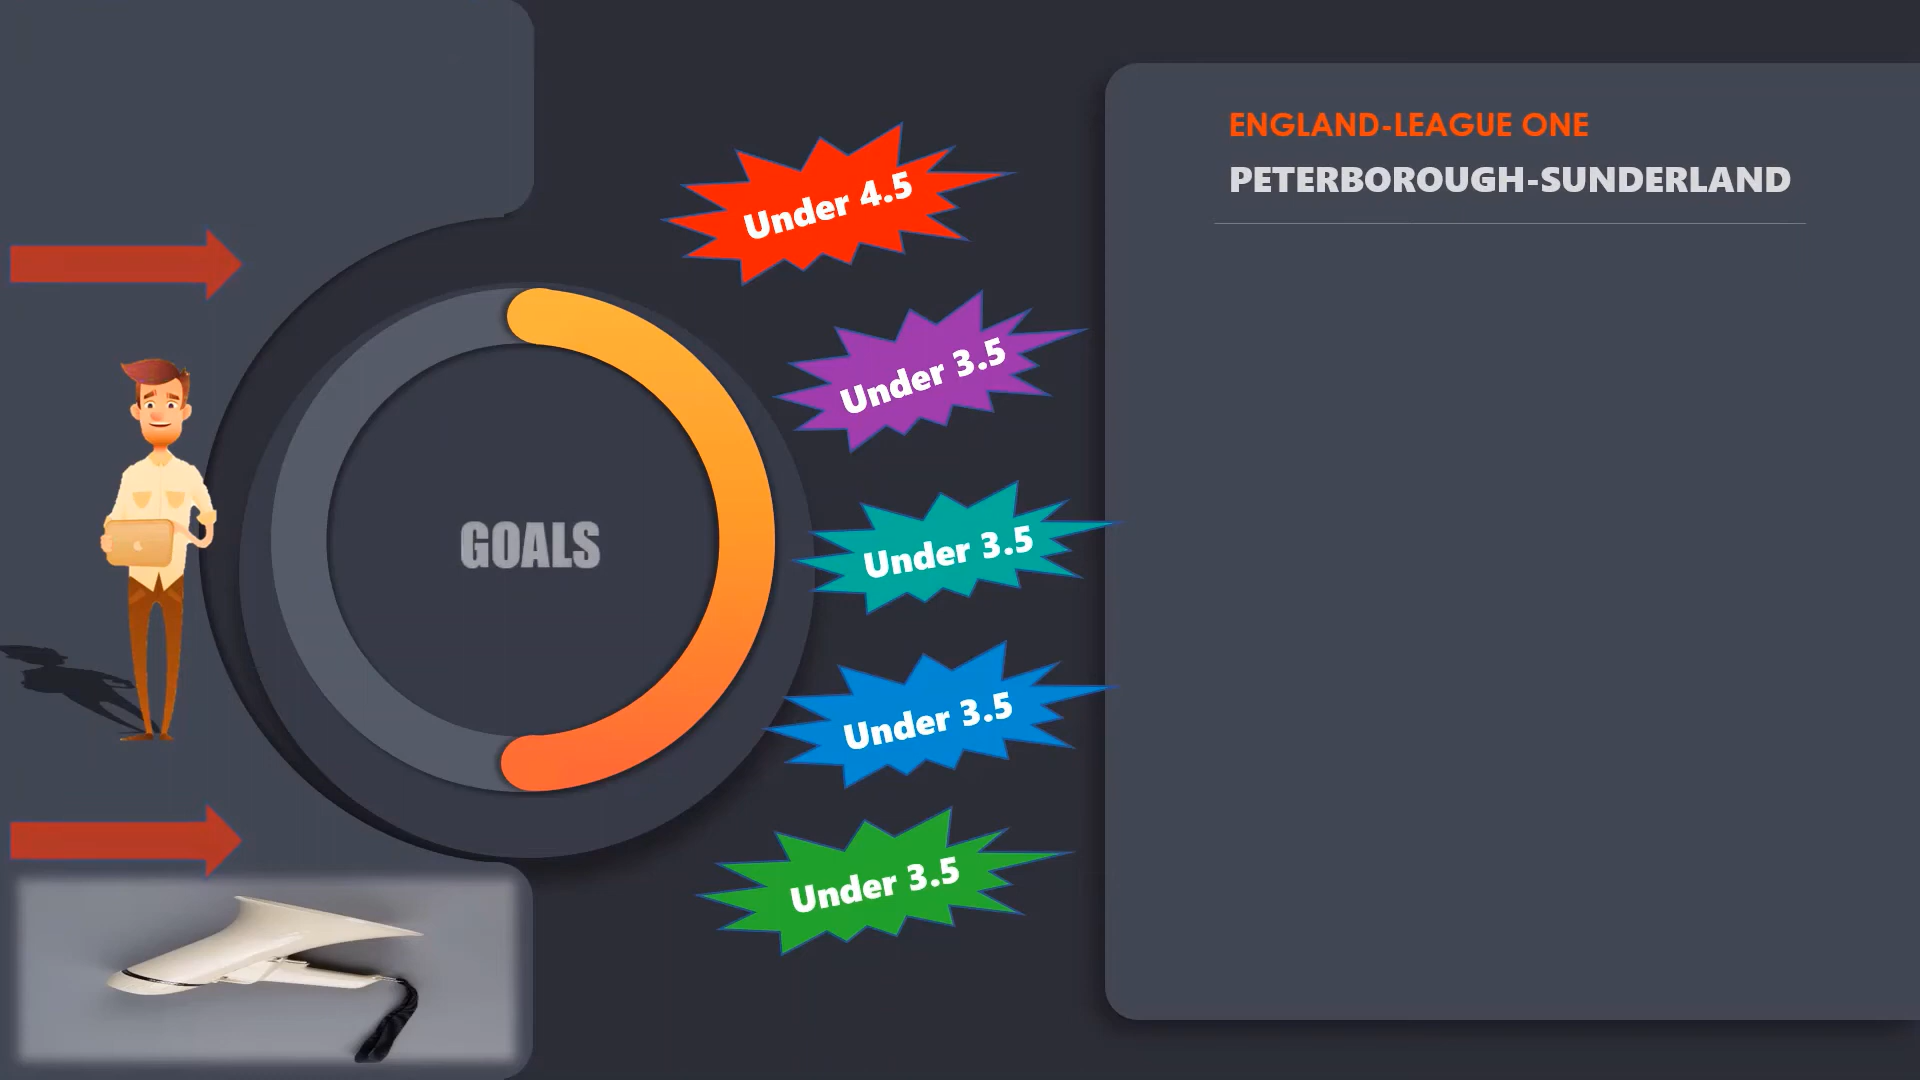 ENGLAND-LEAGUE ONE
PETERBOROUGH-SUNDERLAND
Under 4.5
Under 3.5
Under 3.5
Under 3.5
Under 3.5
GOALS